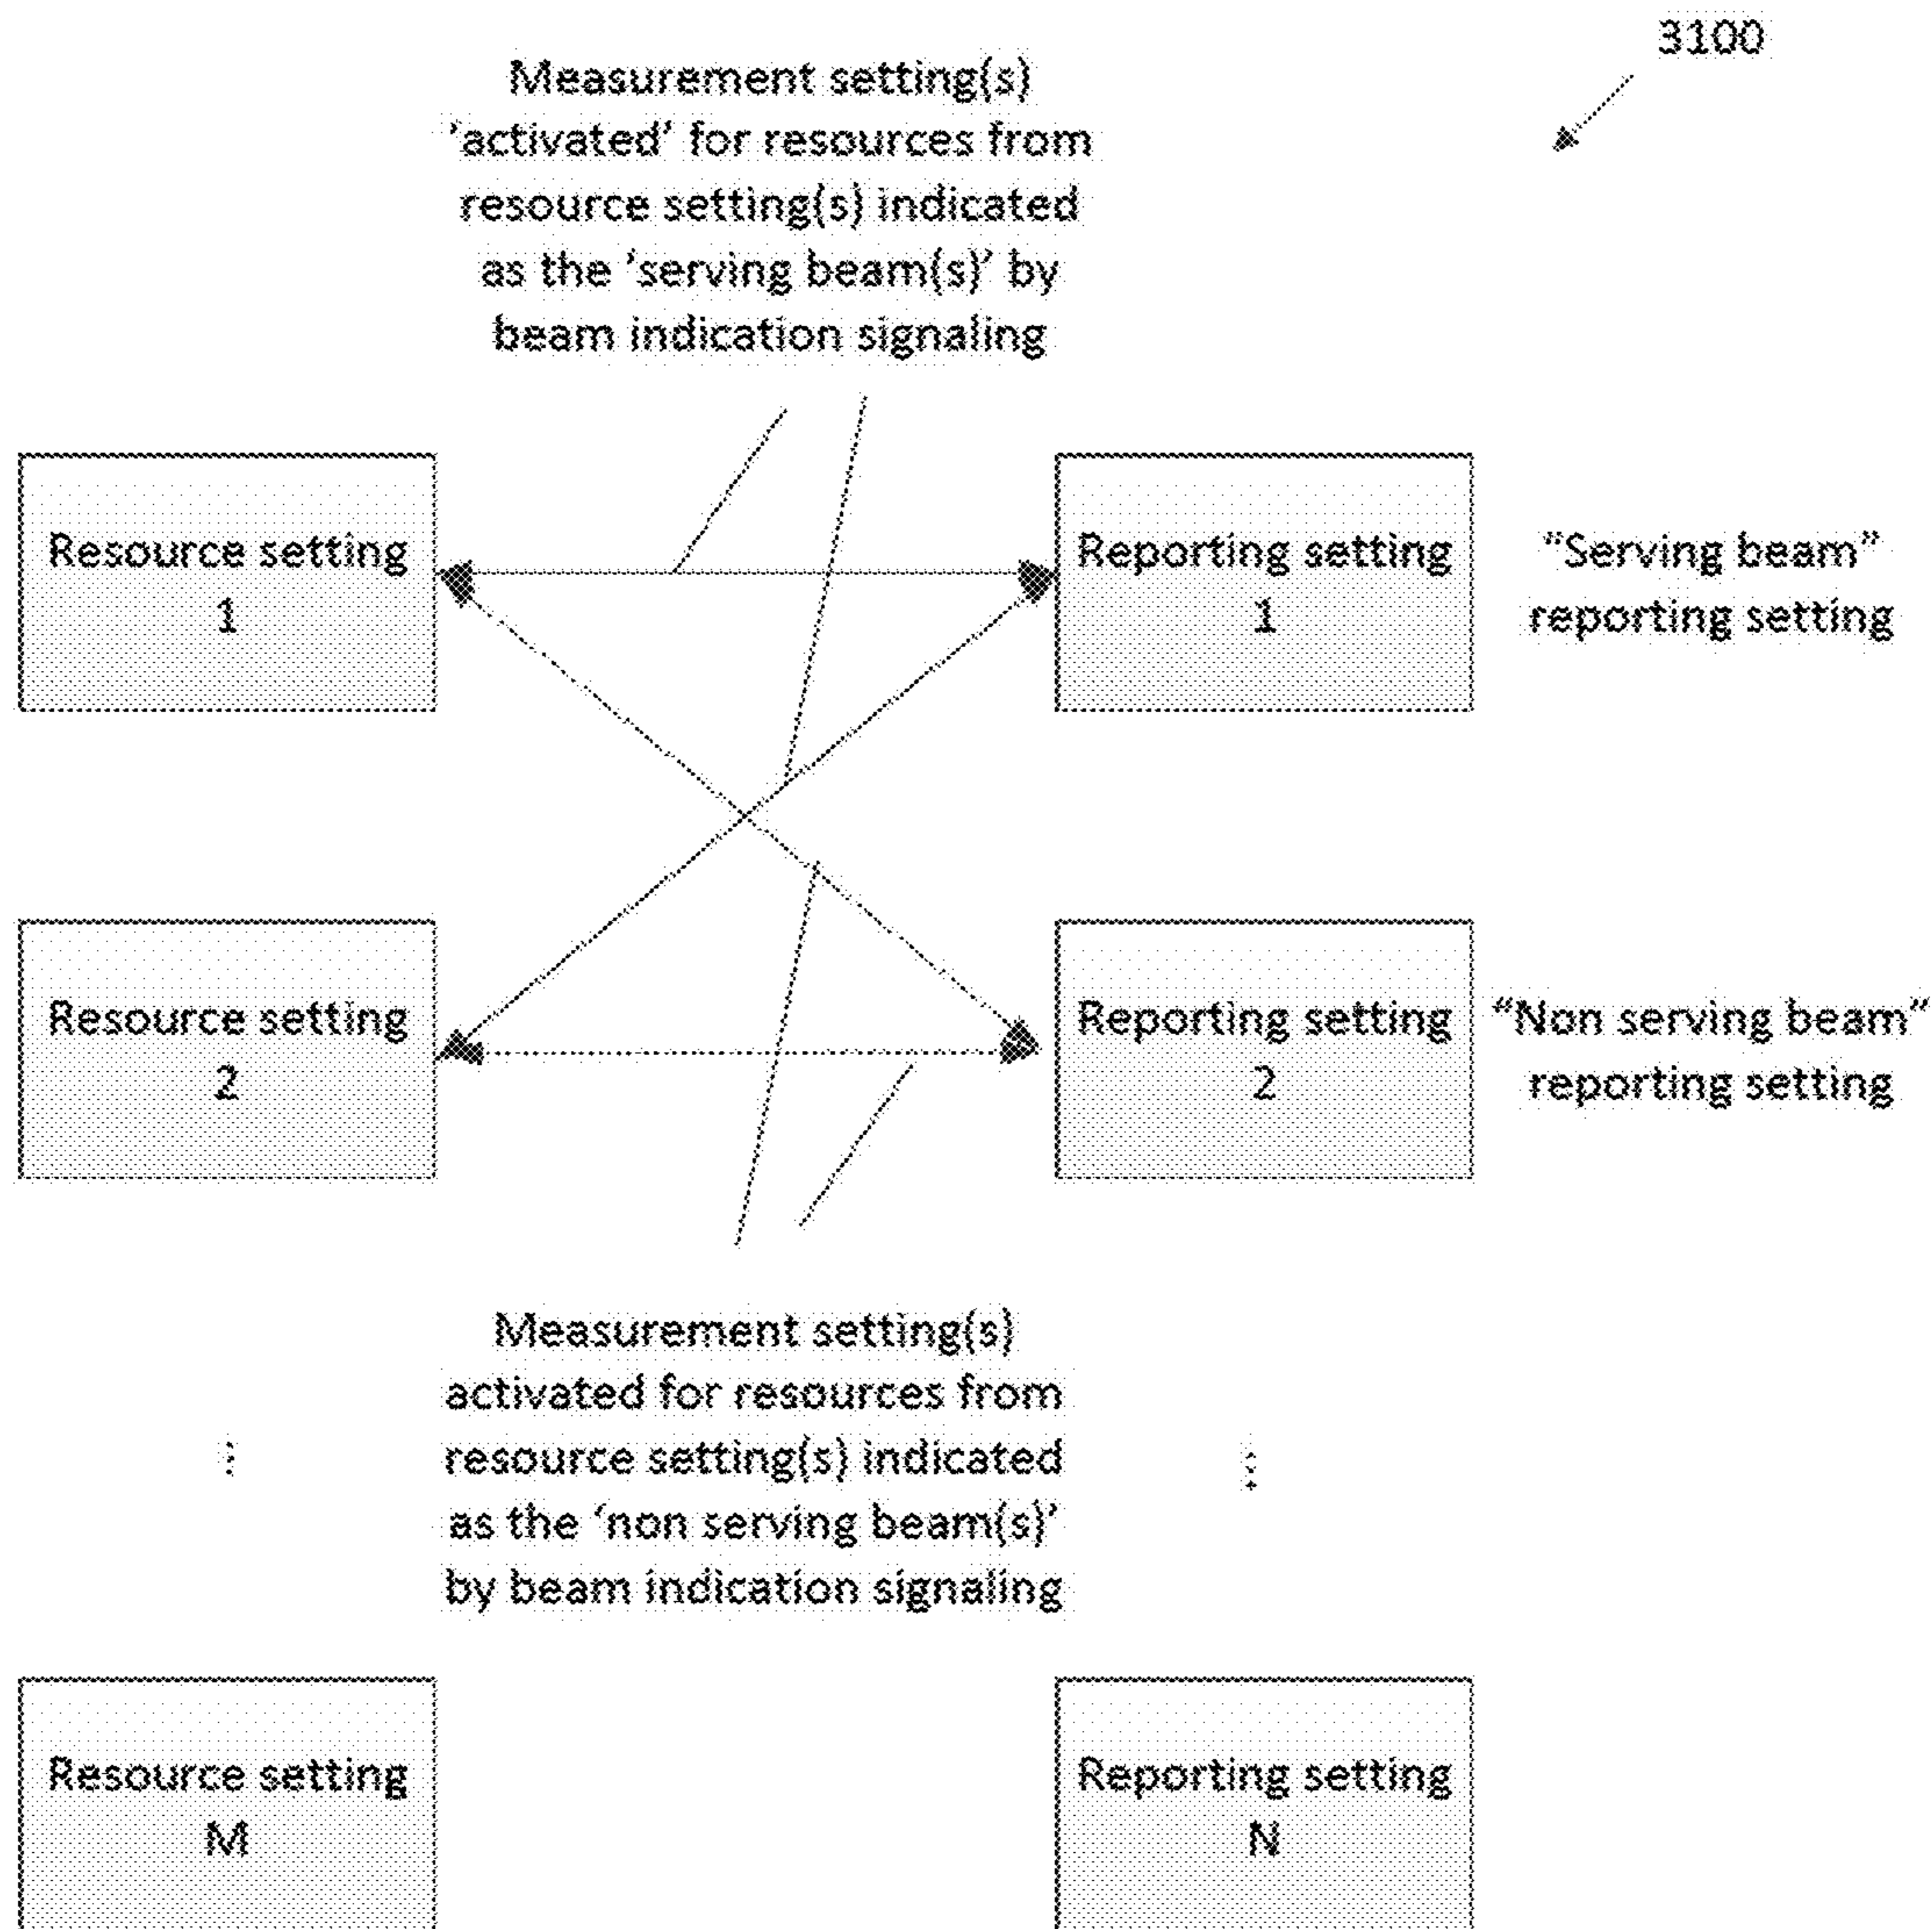 3100
Measurement setting(s)
'activated' for resources from
resource setting(s) indicated
as the 'serving beam(s)' by
beam indication signaling
Resource setting
1
Reporting setting
1
"Serving beam"
reporting setting
Resource setting
2
Reporting setting
2
"Non serving beam"
reporting setting
Measurement setting(s)
activated for resources from
resource setting(s) indicated
as the 'non serving beam(s)'
by beam indication signaling
⋮
⋮
Resource setting
M
Reporting setting
N